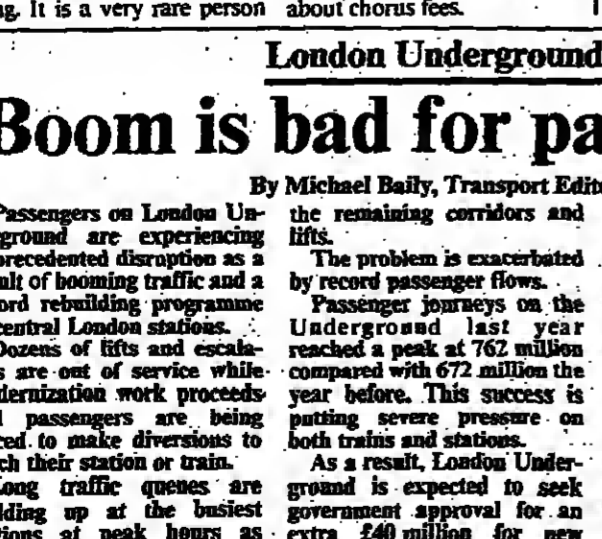 ng. It is a very rare person
about chorus fees.
London Underground
Boom is bad for pa
By Michael Baily, Transport Edito
Passengers on London Un-
ground are experiencing
precedented disruption as a
ult of booming traffic and a
ord rebuilding programme
central London stations.
Dozens of lifts and escala-
s are out of service while
dernization work proceeds
d passengers are being
ced to make diversions to
ch their station or train.
Long traffic queues are
lding up at the busiest
tions at peak hours as
the remaining corridors and
lifts.
The problem is exacerbated
by record passenger flows.
Passenger journeys on the
Underground last year
reached a peak at 762 million
compared with 672 million the
year before. This success is
putting severe pressure on
both trains and stations.
As a result, London Under-
ground is expected to seek
government approval for an
extra £40 million for new